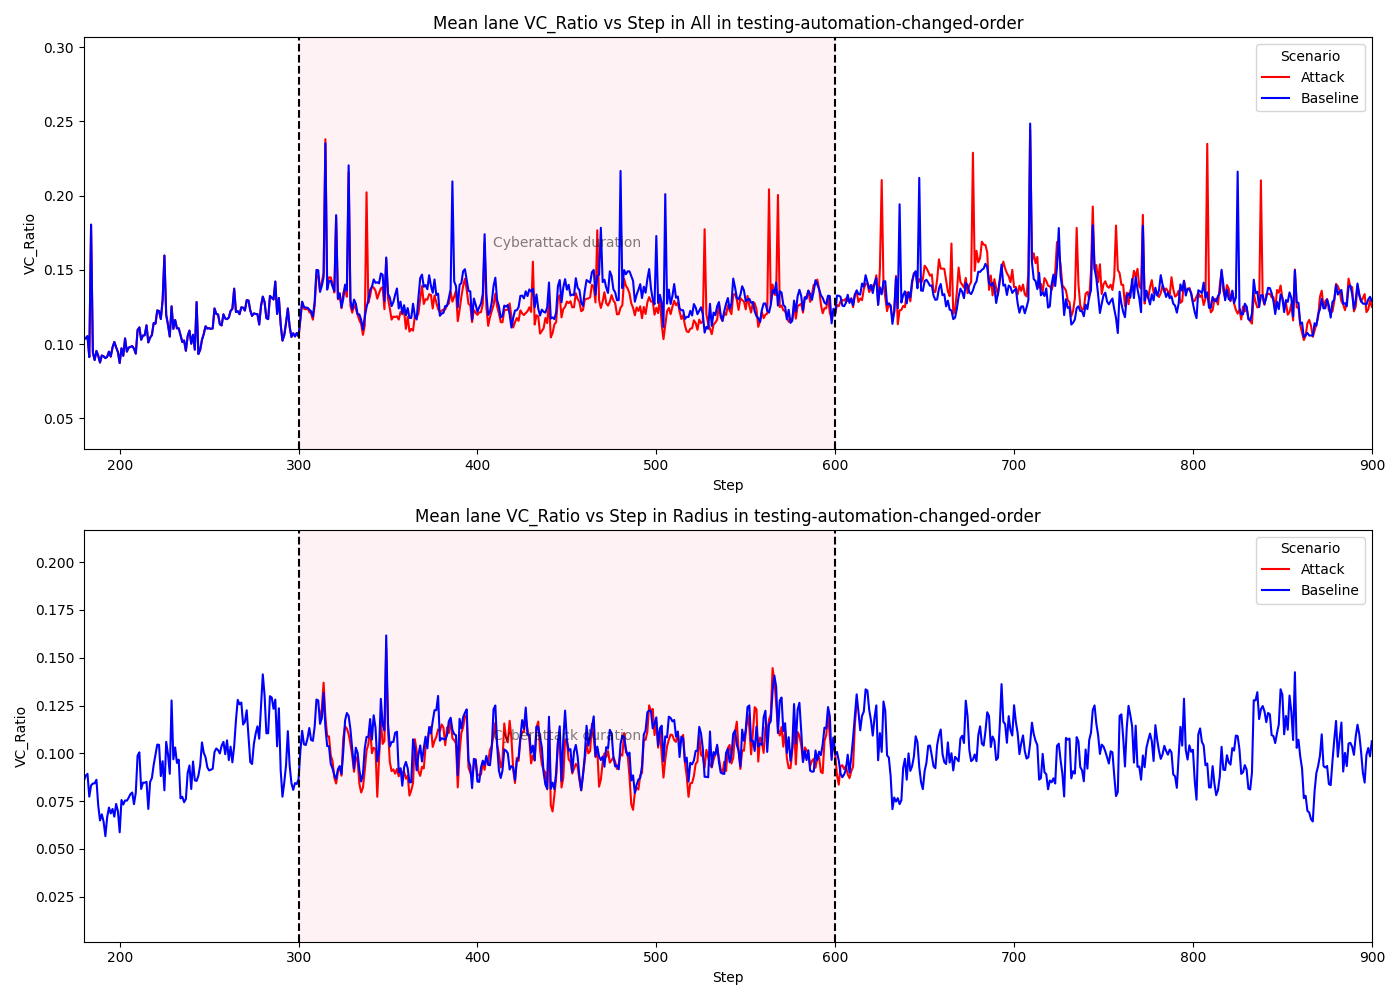 Mean lane VC_Ratio vs Step in All in testing-automation-changed-order
0.30
0.25
0.20
0.15
0.10
0.05
VC_Ratio
Cyberattack duration
Scenario
Attack
Baseline
200 300 400 500 600 700 800 900
Step
Mean lane VC_Ratio vs Step in Radius in testing-automation-changed-order
0.200
0.175
0.150
0.125
0.100
0.075
0.050
0.025
VC_Ratio
Cyberattack duration
Scenario
Attack
Baseline
200 300 400 500 600 700 800 900
Step